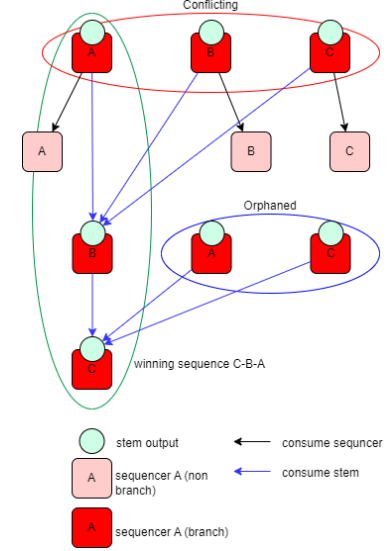 Conflicting
A B C
A B C
Orphaned
B A C
C winning sequence C-B-A
stem output consume sequncer
A sequencer A (non
branch)
consume stem
A sequencer A (branch)